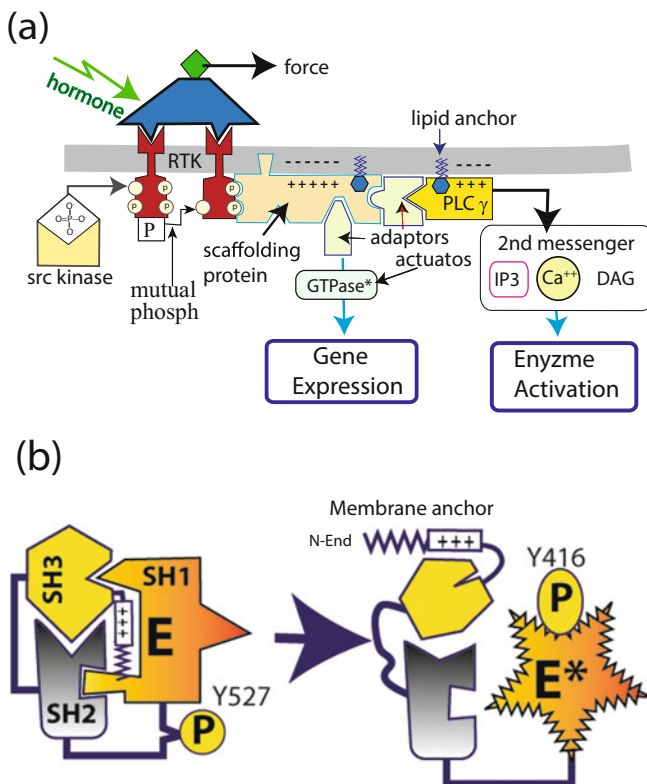 (a)
force
hormone
lipid anchor
RTK
- - - - - -
- - - -
+ + + + +
+ + +
P P P P
P P P P
PLC γ
O=P-O-
O-
O-
P
src kinase
mutual
phosph
scaffolding
protein
adaptors
actuatos
GTPase*
2nd messenger
IP3
Ca++
DAG
Gene
Expression
Enyzme
Activation
(b)
Membrane anchor
N-End
+++
Y416
P
SH3
SH1
+++
E
SH2
Y527
P
E*